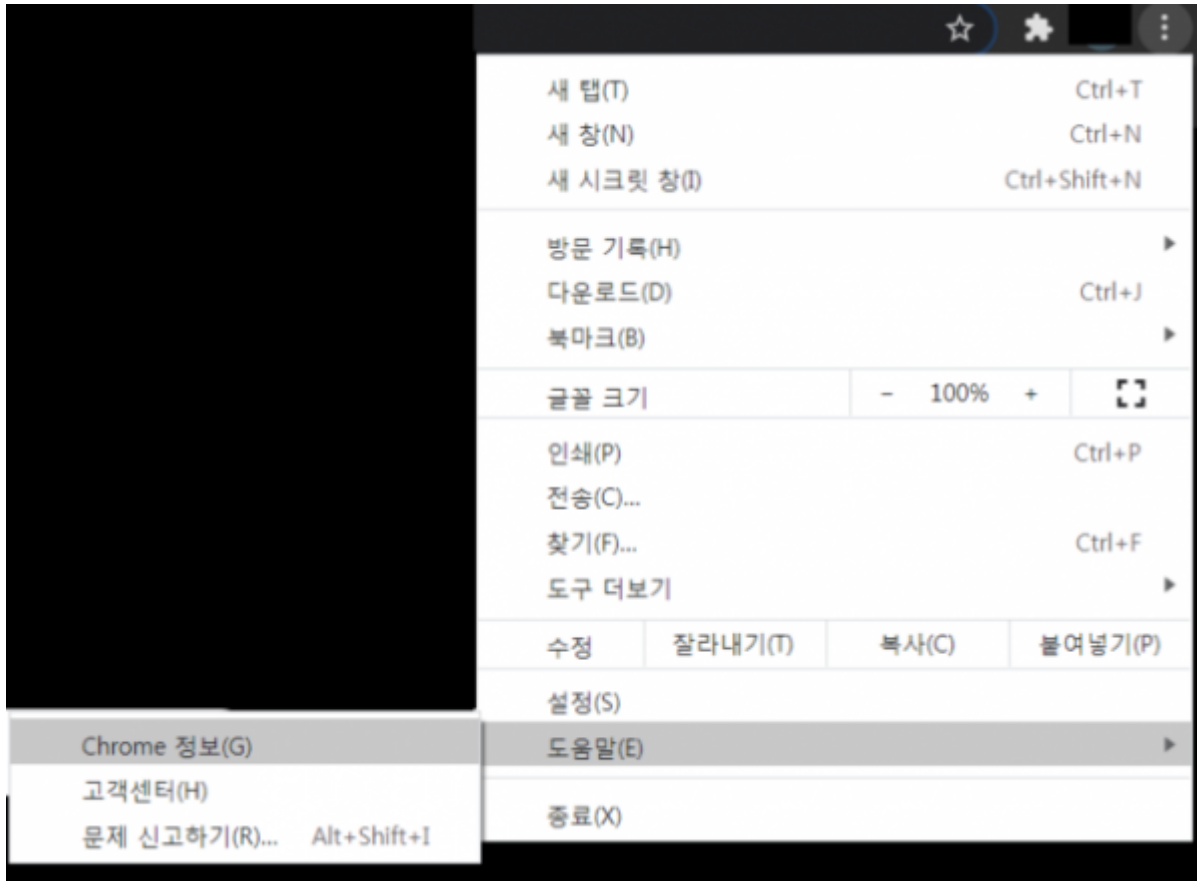 새 탭(T) Ctrl+T
새 창(N) Ctrl+N
새 시크릿 창(I) Ctrl+Shift+N
방문 기록(H)
다운로드(D) Ctrl+J
북마크(B)
글꼴 크기 - 100% +
인쇄(P) Ctrl+P
전송(C)...
찾기(F)... Ctrl+F
도구 더보기
수정 잘라내기(T) 복사(C) 붙여넣기(P)
설정(S)
도움말(E)
종료(X)
Chrome 정보(G)
고객센터(H)
문제 신고하기(R)... Alt+Shift+I